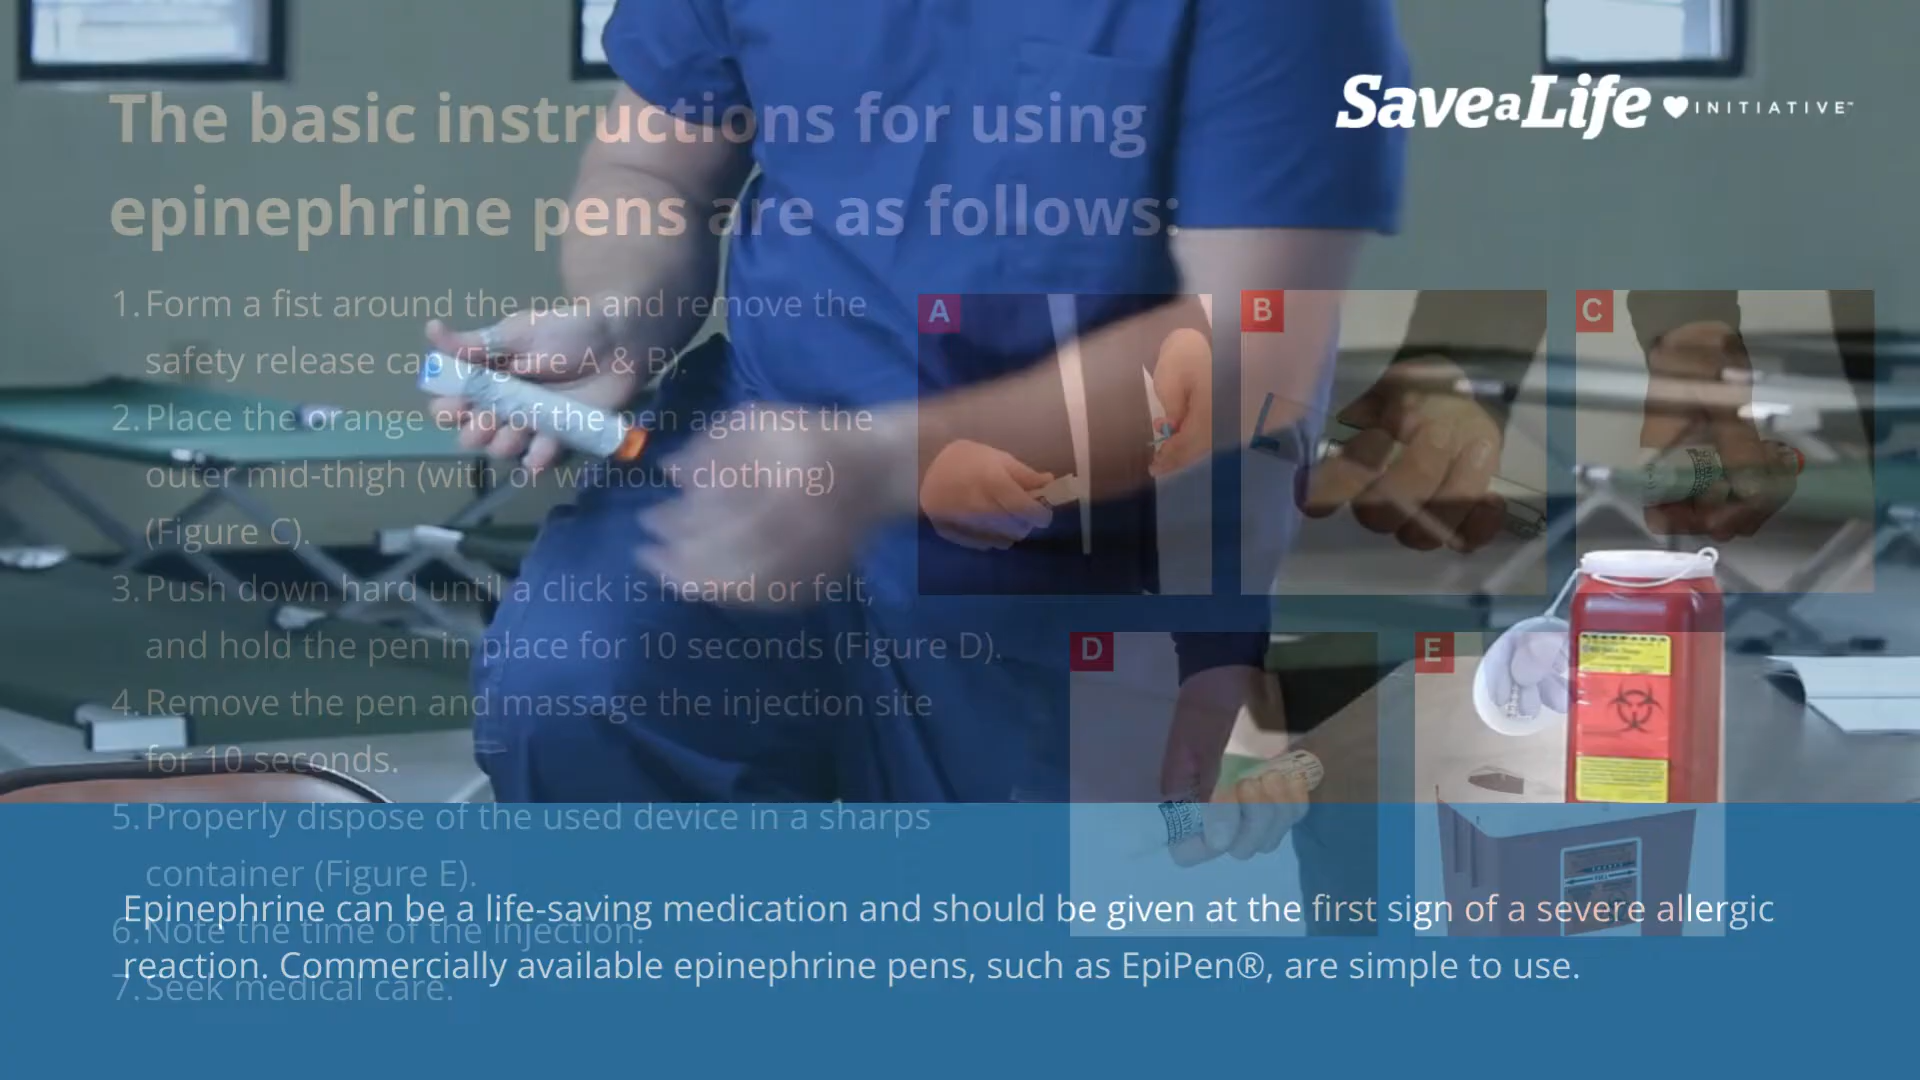 SaveaLife INITIATIVE™
The basic instructions for using
epinephrine pens are as follows:
1. Form a fist around the pen and remove the
safety release cap (Figure A & B).
2. Place the orange end of the pen against the
outer mid-thigh (with or without clothing)
(Figure C).
3. Push down hard until a click is heard or felt,
and hold the pen in place for 10 seconds (Figure D).
4. Remove the pen and massage the injection site
for 10 seconds.
5. Properly dispose of the used device in a sharps
container (Figure E).
6. Note the time of the injection.
7. Seek medical care.
A
B
C
D
E
Epinephrine can be a life-saving medication and should be given at the first sign of a severe allergic
reaction. Commercially available epinephrine pens, such as EpiPen®, are simple to use.